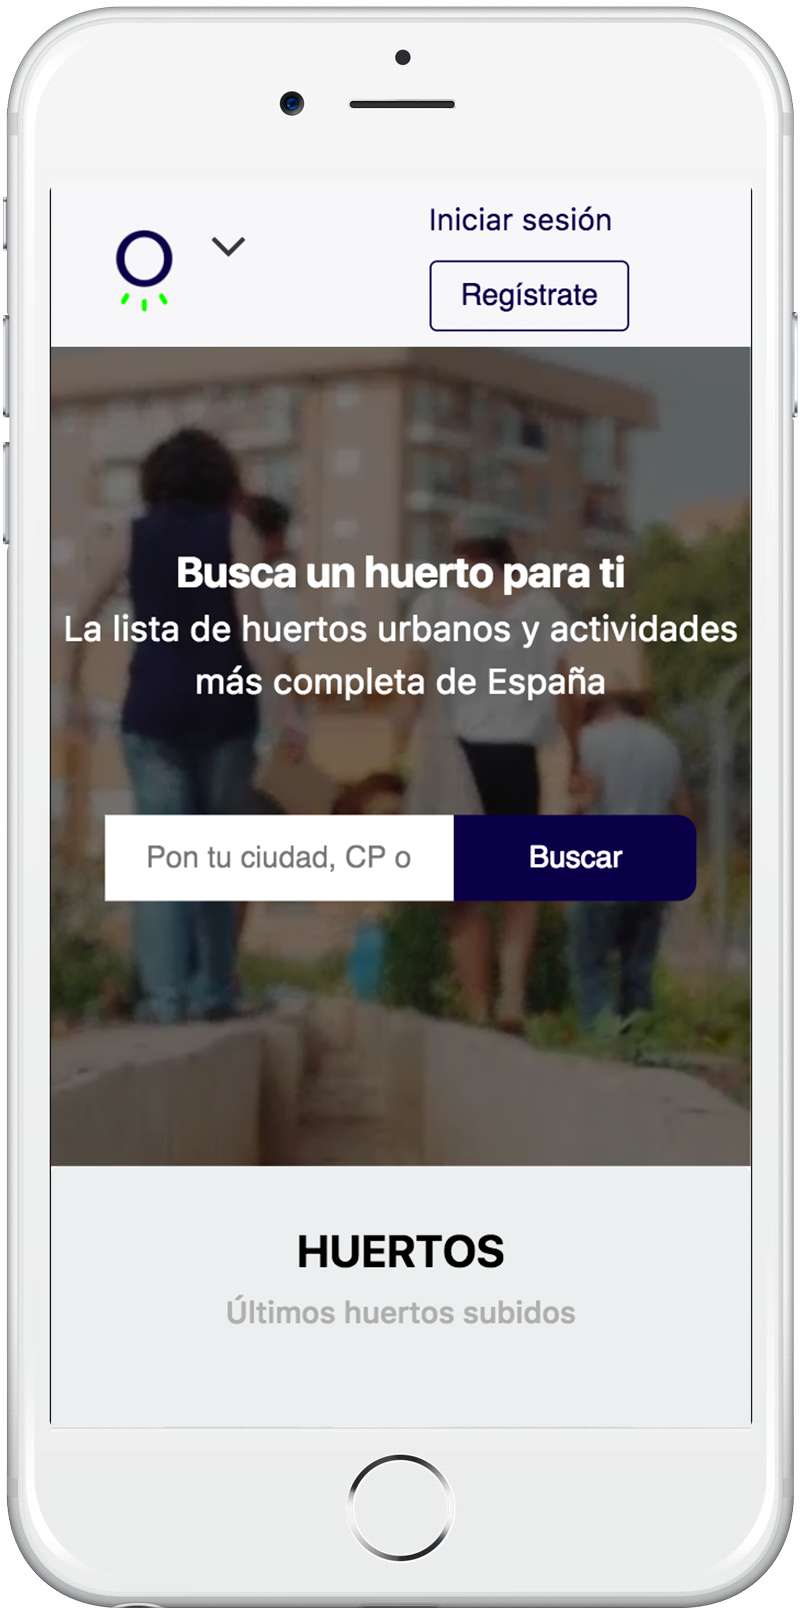 Iniciar sesión
Regístrate
Busca un huerto para ti
La lista de huertos urbanos y actividades
más completa de España
Pon tu ciudad, CP o
Buscar
HUERTOS
Últimos huertos subidos